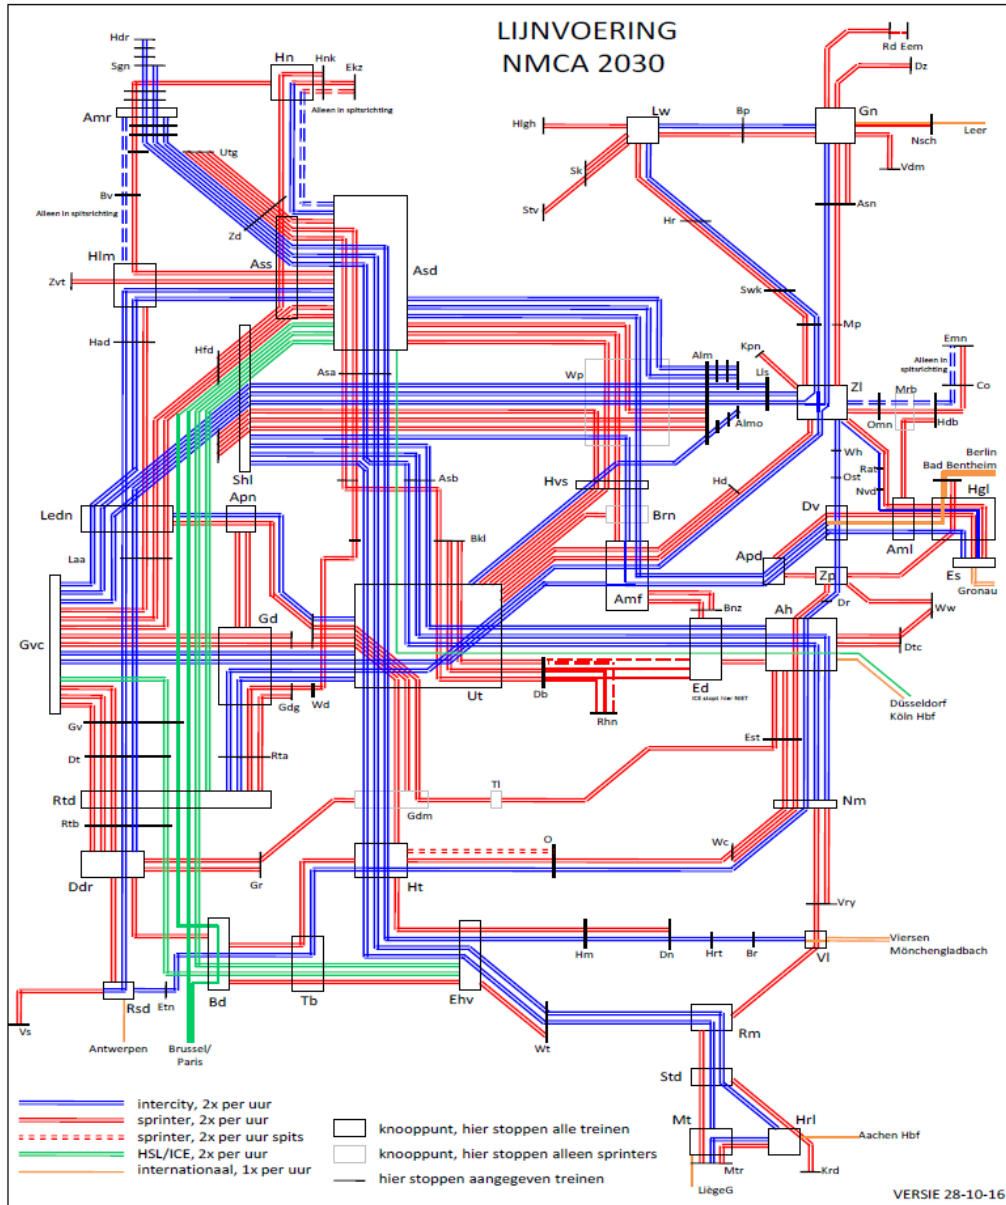 LIJNVOERING
NMCA 2030
Hdr
Sgn
Amr
Hn
Hnk
Ekz
Alleen in spitsrichting
Rd Eem
Dz
Hlgh
Lw
Bp
Gn
Nsch
Leer
Vdm
Utg
Sk
Stv
Asn
Bv
Alleen in spitsrichting
Zd
Hr
Hlm
Ass
Asd
Zvt
Swk
Had
Hfd
Mp
Kpn
Emn
Alleen in
spitsrichting
Asa
Wp
Alm
Lls
Zl
Mrb
Co
Omn
Hdb
Almo
Shl
Asb
Hvs
Hd
Wh
Ost
Rat
Nvd
Berlin
Bad Bentheim
Hgl
Ledn
Apn
Brn
Dv
Aml
Laa
Bkl
Apd
Es
Gronau
Amf
Zp
Bnz
Dr
Ww
Gvc
Gd
Ah
Dtc
Gdg
Wd
Ut
Db
Ed
ICE stopt hier NIET
Rhn
Düsseldorf
Köln Hbf
Gv
Dt
Rta
Est
Rtd
Tl
Gdm
Nm
Rtb
O
Wc
Ddr
Gr
Ht
Vry
Hm
Dn
Hrt
Br
Vl
Viersen
Mönchengladbach
Rsd
Etn
Bd
Tb
Ehv
Vs
Wt
Rm
Antwerpen
Brussel/
Paris
Std
Mt
Hrl
Aachen Hbf
Mtr
Krd
LiègeG
intercity, 2x per uur
sprinter, 2x per uur
sprinter, 2x per uur spits
HSL/ICE, 2x per uur
internationaal, 1x per uur
knooppunt, hier stoppen alle treinen
knooppunt, hier stoppen alleen sprinters
hier stoppen aangegeven treinen
VERSIE 28-10-16